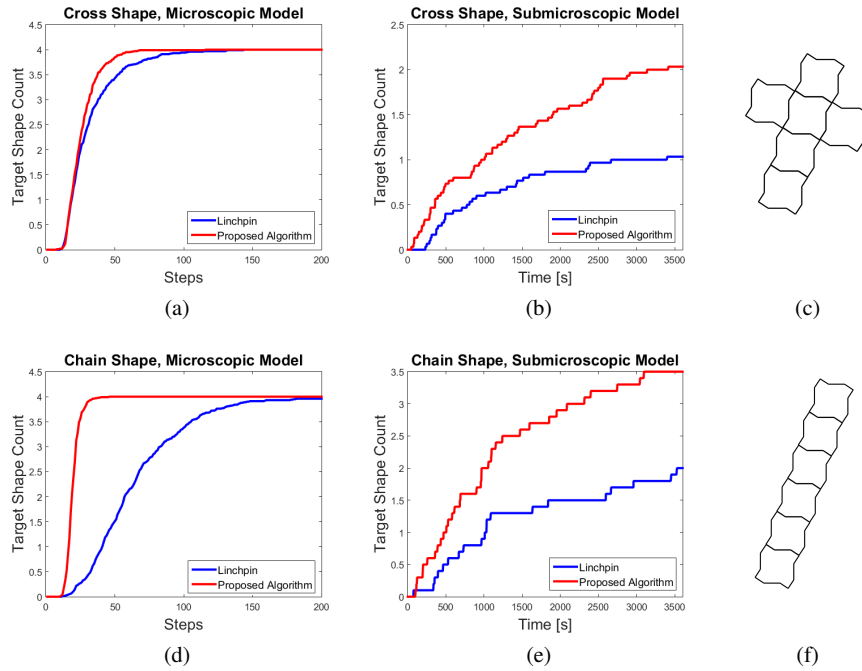 Cross Shape, Microscopic Model
4.5
4
3.5
3
2.5
2
1.5
1
0.5
0
Target Shape Count
Linchpin
Proposed Algorithm
0 50 100 150 200
Steps
(a)
Cross Shape, Submicroscopic Model
2.5
2
1.5
1
0.5
0
Target Shape Count
Linchpin
Proposed Algorithm
0 500 1000 1500 2000 2500 3000 3500
Time [s]
(b)
(c)
Chain Shape, Microscopic Model
4.5
4
3.5
3
2.5
2
1.5
1
0.5
0
Target Shape Count
Linchpin
Proposed Algorithm
0 50 100 150 200
Steps
(d)
Chain Shape, Submicroscopic Model
3.5
3
2.5
2
1.5
1
0.5
0
Target Shape Count
Linchpin
Proposed Algorithm
0 500 1000 1500 2000 2500 3000 3500
Time [s]
(e)
(f)